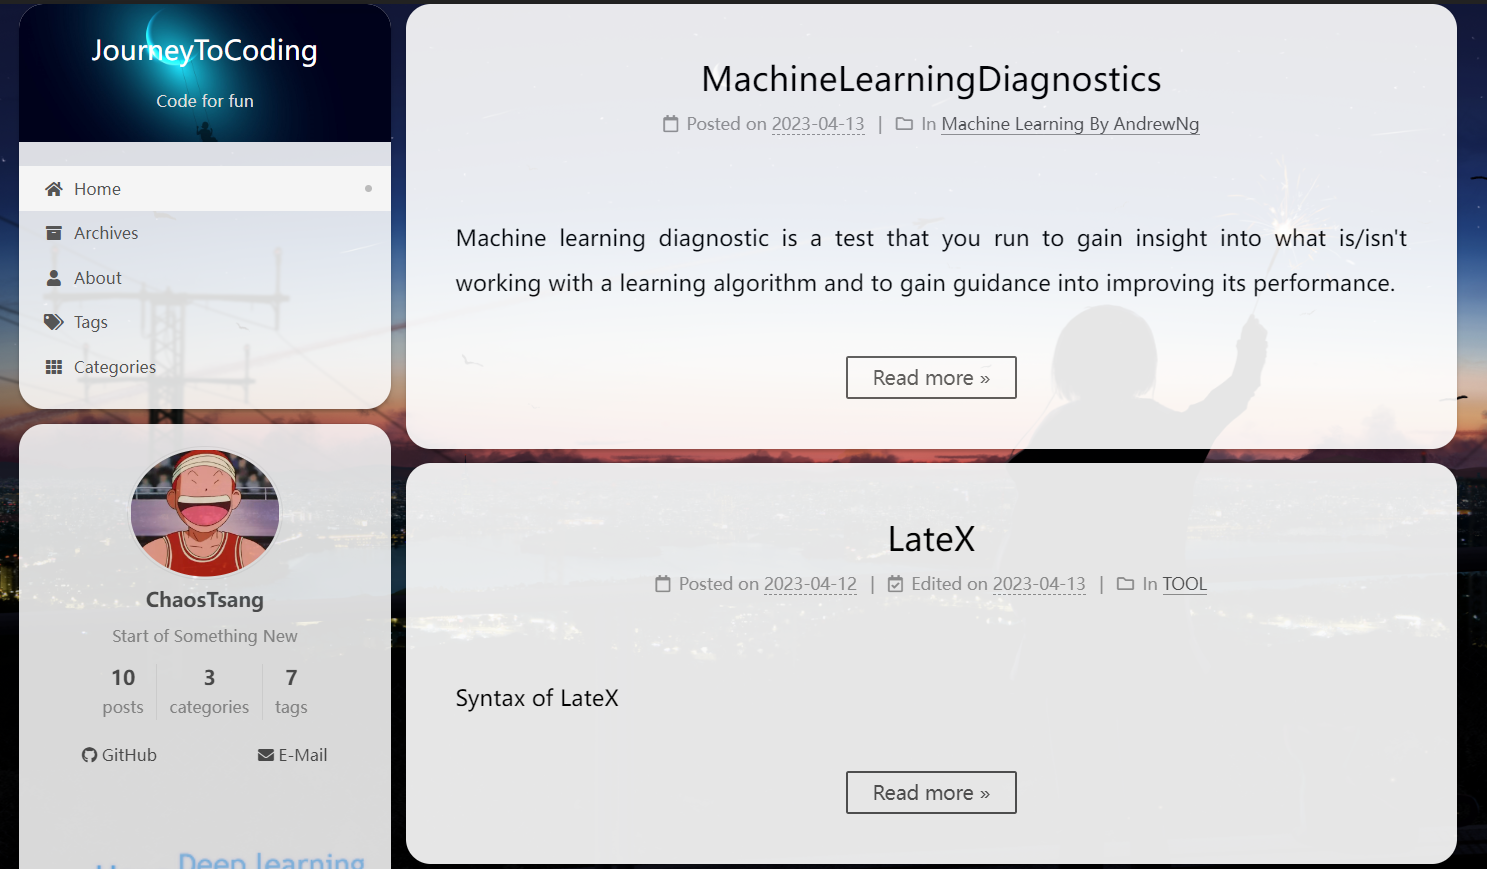 JourneyToCoding
Code for fun
Home
Archives
About
Tags
Categories
ChaosTsang
Start of Something New
10 3 7
posts categories tags
GitHub E-Mail
Deep learning
MachineLearningDiagnostics
Posted on 2023-04-13 | In Machine Learning By AndrewNg
Machine learning diagnostic is a test that you run to gain insight into what is/isn't
working with a learning algorithm and to gain guidance into improving its performance.
Read more »
LateX
Posted on 2023-04-12 | Edited on 2023-04-13 | In TOOL
Syntax of LateX
Read more »